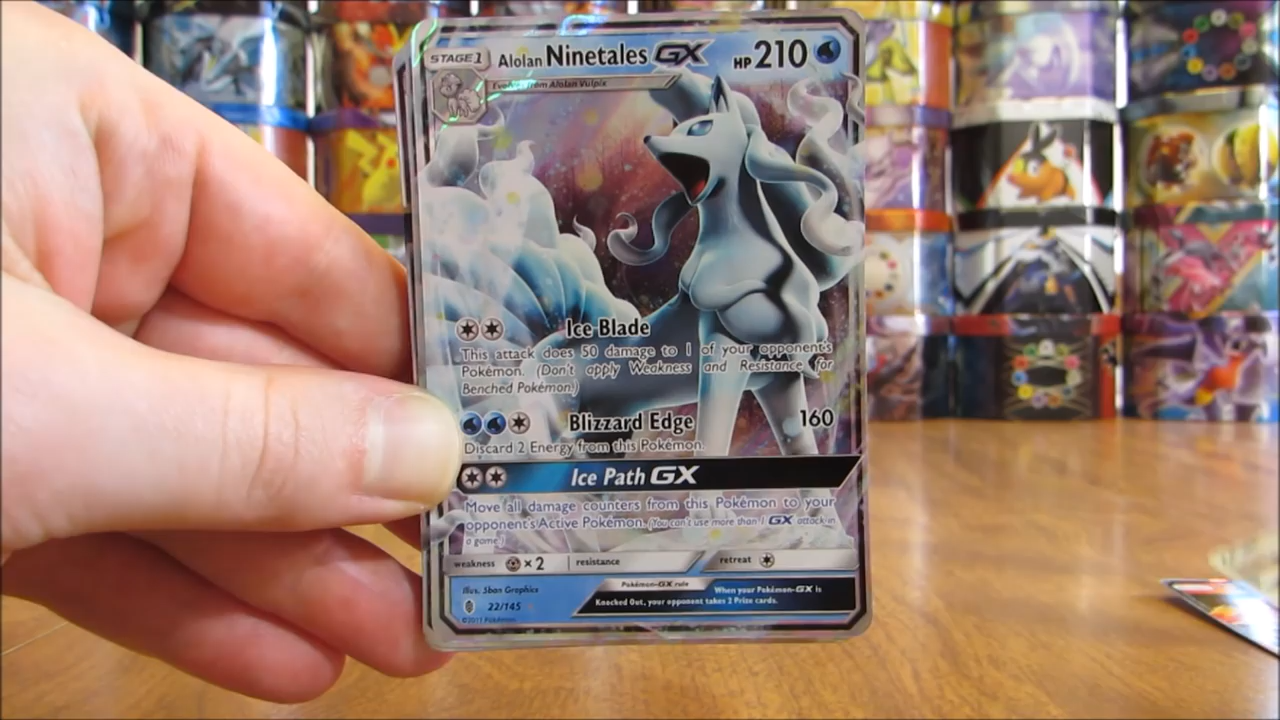 STAGE 1 Alolan Ninetales GX HP 210
Evolves from Alolan Vulpix
Ice Blade
This attack does 50 damage to 1 of your opponent's
Pokémon. (Don't apply Weakness and Resistance for
Benched Pokémon.)
Blizzard Edge 160
Discard 2 Energy from this Pokémon.
Ice Path GX
Move all damage counters from this Pokémon to your
opponent's Active Pokémon. (You can't use more than 1 GX attack in
a game.)
weakness ×2 resistance retreat
Illus. 5ban Graphics Pokémon-GX rule When your Pokémon-GX is
22/145 Knocked Out, your opponent takes 2 Prize cards.
©2017 Pokémon